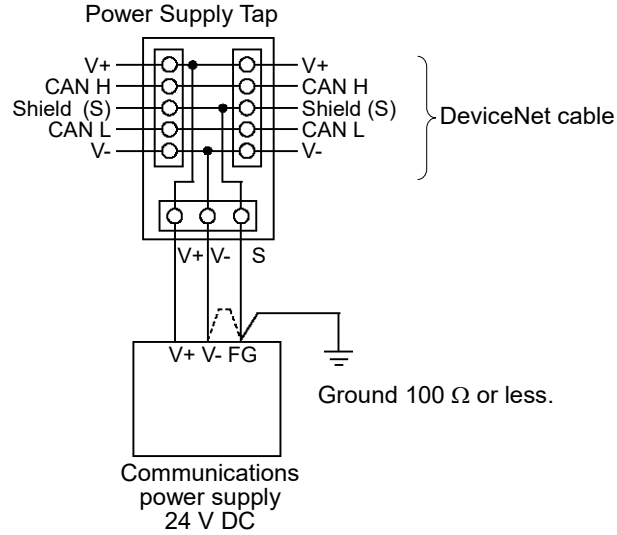 Power Supply Tap
V+ V+
CAN H CAN H
Shield (S) Shield (S)
CAN L CAN L
V- V-
DeviceNet cable
V+ V- S
V+ V- FG
Ground 100 Ω or less.
Communications
power supply
24 V DC